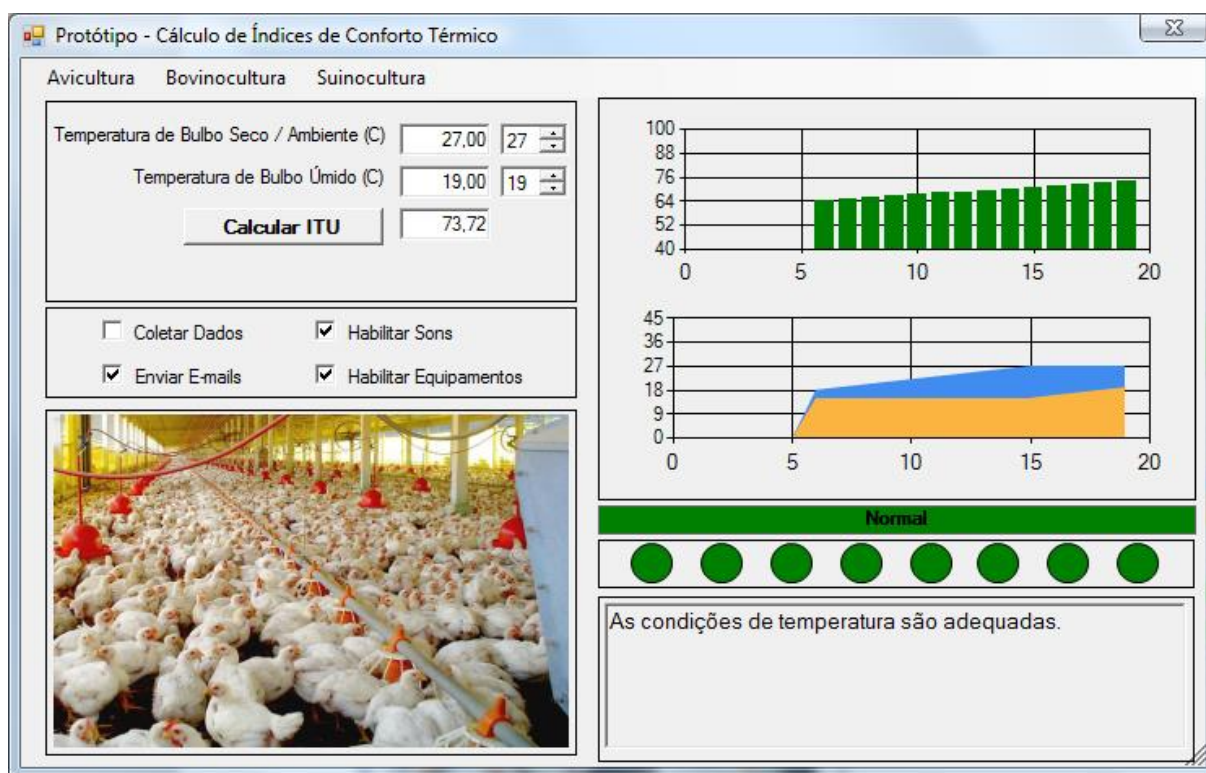 Protótipo - Cálculo de Índices de Conforto Térmico
Avicultura Bovinocultura Suinocultura
Temperatura de Bulbo Seco / Ambiente (C) 27,00 27
Temperatura de Bulbo Úmido (C) 19,00 19
Calcular ITU 73,72
Coletar Dados Habilitar Sons
Enviar E-mails Habilitar Equipamentos
100
88
76
64
52
40
0 5 10 15 20
45
36
27
18
9
0
0 5 10 15 20
Normal
As condições de temperatura são adequadas.